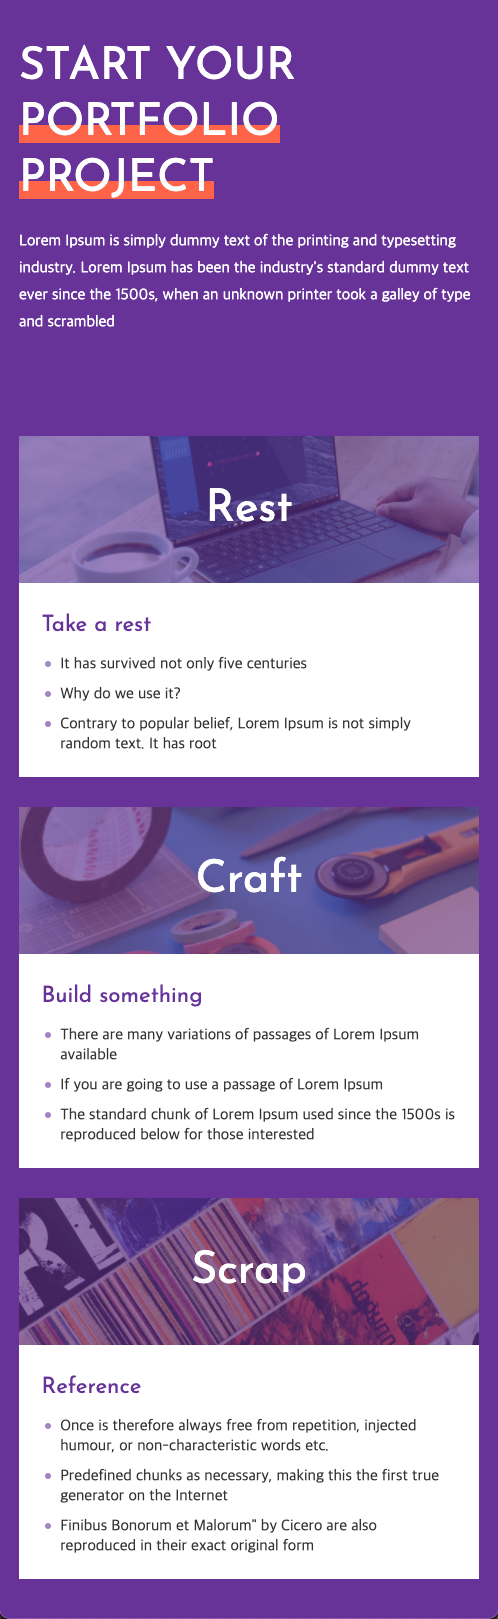 START YOUR
PORTFOLIO
PROJECT
Lorem Ipsum is simply dummy text of the printing and typesetting
industry. Lorem Ipsum has been the industry's standard dummy text
ever since the 1500s, when an unknown printer took a galley of type
and scrambled
Rest
Take a rest
It has survived not only five centuries
Why do we use it?
Contrary to popular belief, Lorem Ipsum is not simply
random text. It has root
Craft
Build something
There are many variations of passages of Lorem Ipsum
available
If you are going to use a passage of Lorem Ipsum
The standard chunk of Lorem Ipsum used since the 1500s is
reproduced below for those interested
Scrap
Reference
Once is therefore always free from repetition, injected
humour, or non-characteristic words etc.
Predefined chunks as necessary, making this the first true
generator on the Internet
Finibus Bonorum et Malorum" by Cicero are also
reproduced in their exact original form